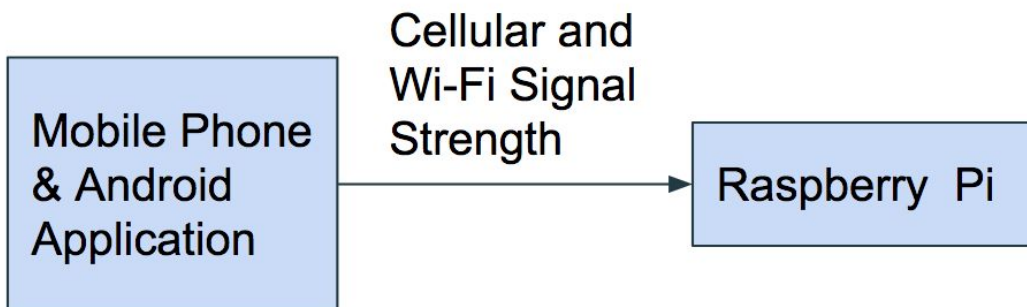 Cellular and
Wi-Fi Signal
Strength
Mobile Phone
& Android
Application
Raspberry Pi